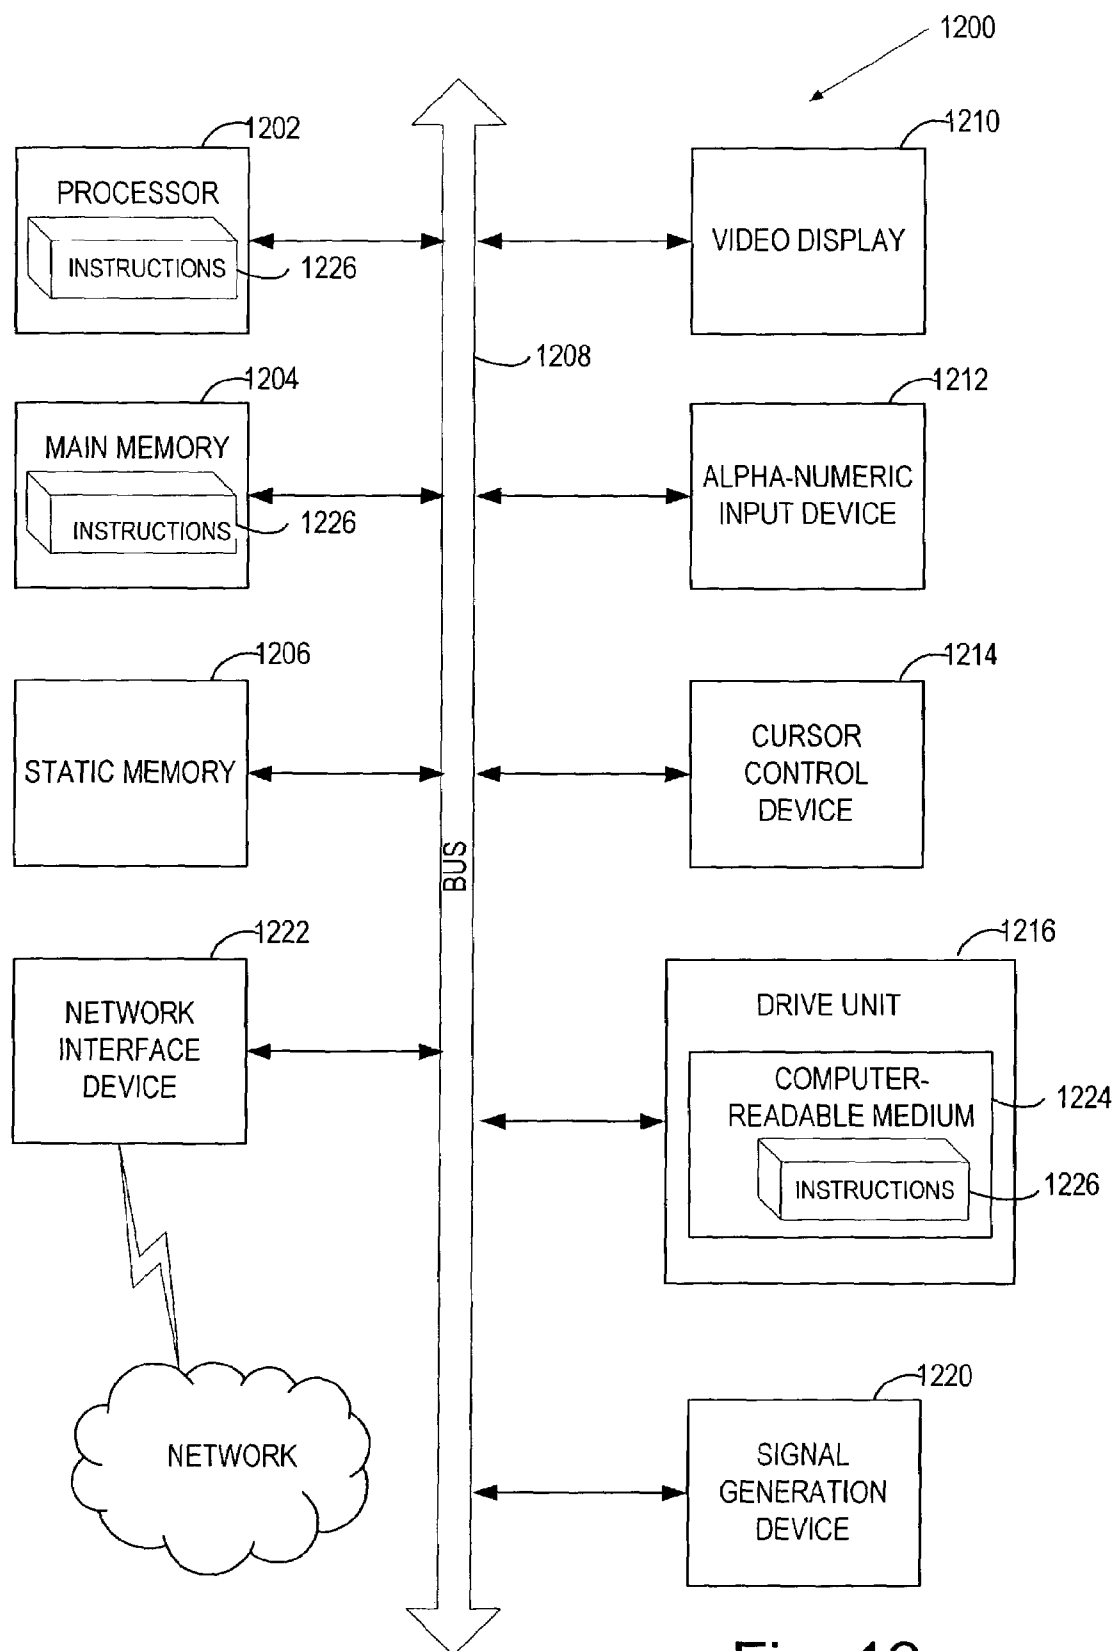 1200
1202
PROCESSOR
INSTRUCTIONS
1226
1210
VIDEO DISPLAY
1208
1204
MAIN MEMORY
INSTRUCTIONS
1226
1212
ALPHA-NUMERIC
INPUT DEVICE
1206
STATIC MEMORY
1214
CURSOR
CONTROL
DEVICE
BUS
1222
NETWORK
INTERFACE
DEVICE
1216
DRIVE UNIT
COMPUTER-
READABLE MEDIUM
1224
INSTRUCTIONS
1226
NETWORK
1220
SIGNAL
GENERATION
DEVICE